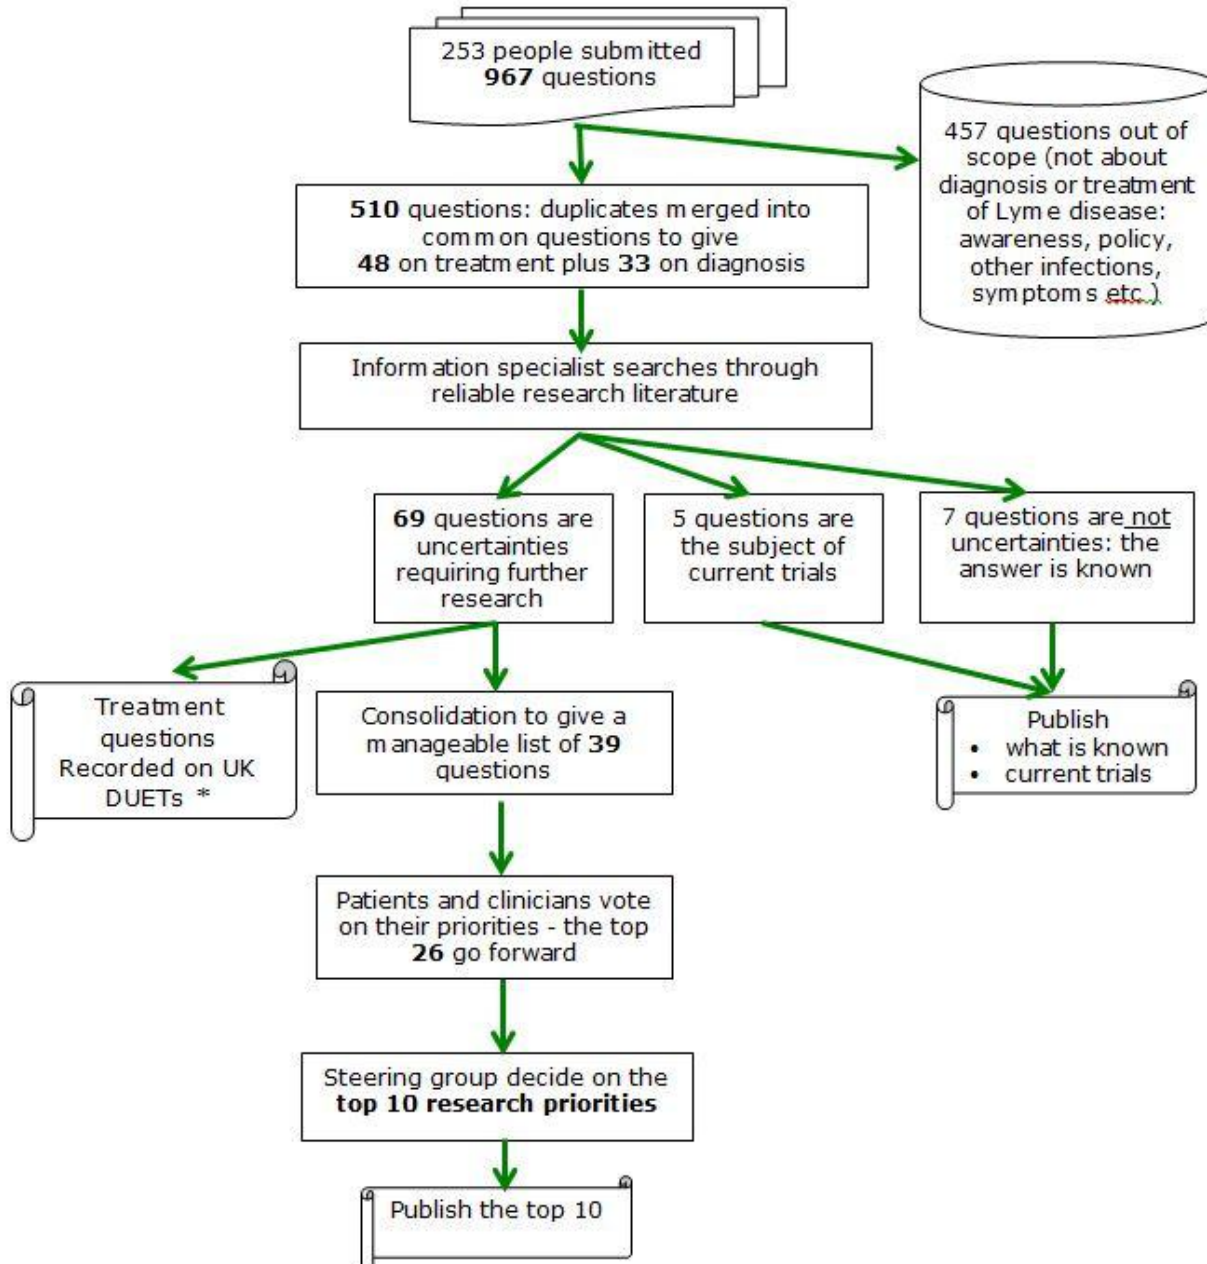 253 people submitted
967 questions
457 questions out of
scope (not about
diagnosis or treatment
of Lyme disease:
awareness, policy,
other infections,
symptoms etc.)
510 questions: duplicates merged into
common questions to give
48 on treatment plus 33 on diagnosis
Information specialist searches through
reliable research literature
69 questions are
uncertainties
requiring further
research
5 questions are
the subject of
current trials
7 questions are not
uncertainties: the
answer is known
Treatment
questions
Recorded on UK
DUETs *
Consolidation to give a
manageable list of 39
questions
Publish
• what is known
• current trials
Patients and clinicians vote
on their priorities - the top
26 go forward
Steering group decide on the
top 10 research priorities
Publish the top 10